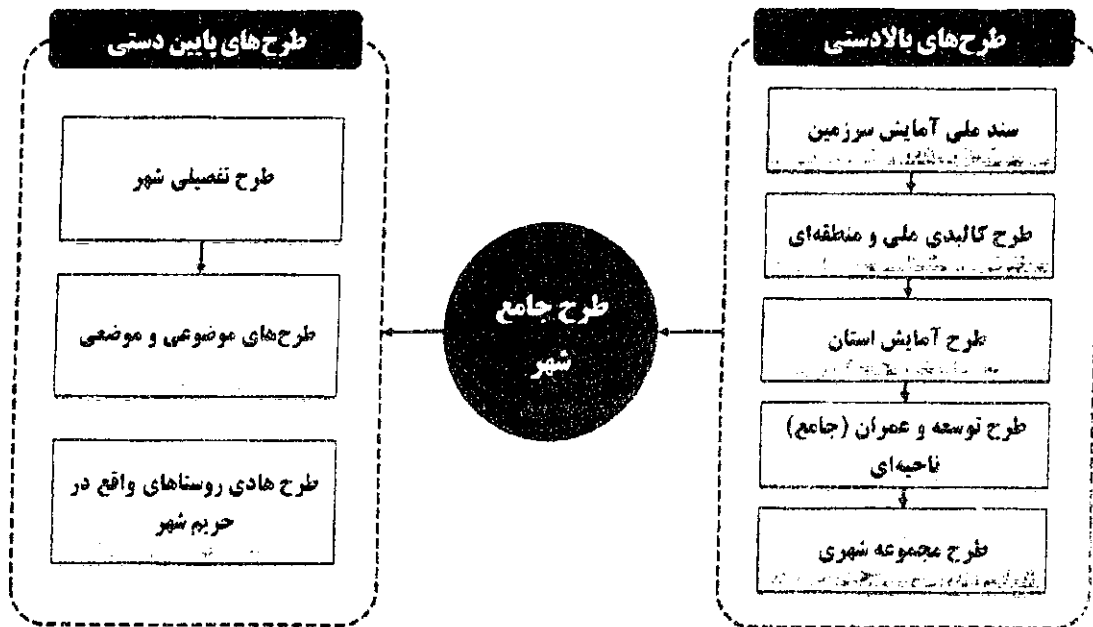 طرح‌های بالادستی
سند ملی آمایش سرزمین
طرح کالبدی ملی و منطقه‌ای
طرح آمایش استان
طرح توسعه و عمران (جامع)
ناحیه‌ای
طرح مجموعه شهری
طرح جامع
شهر
طرح‌های پایین دستی
طرح تفصیلی شهر
طرح‌های موضوعی و موضعی
طرح هادی روستاهای واقع در
حریم شهر